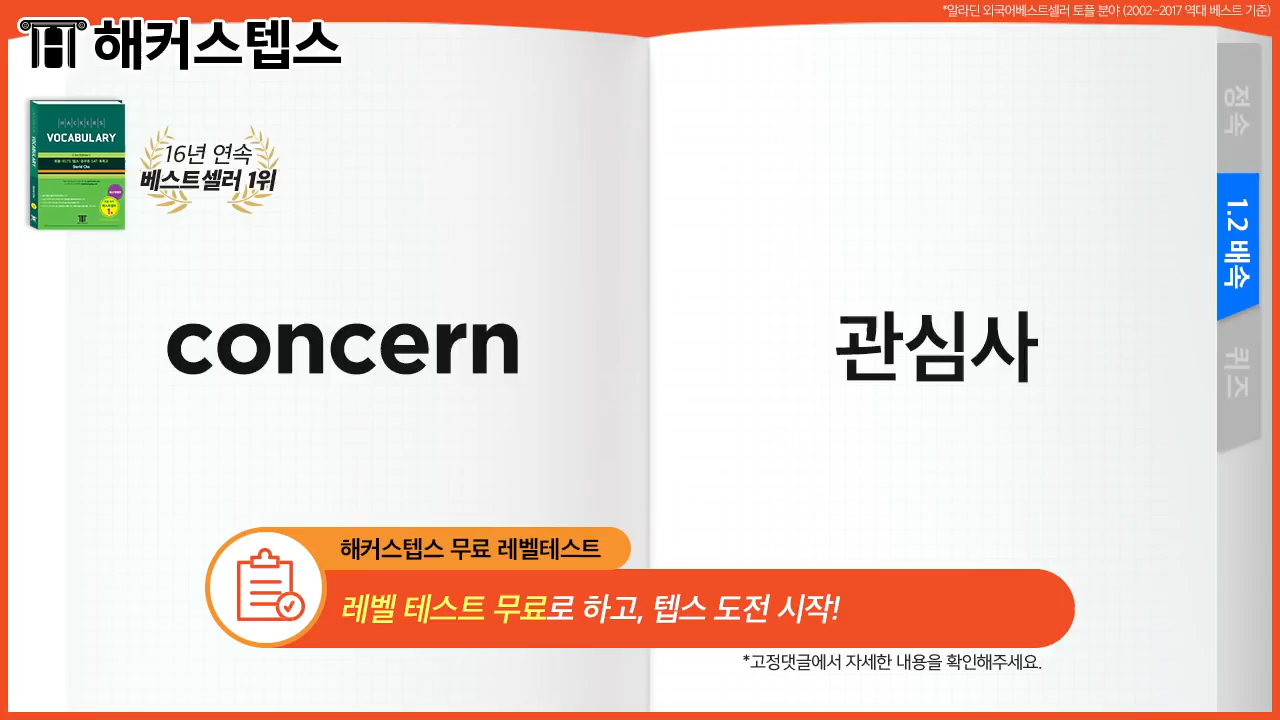 *알라딘 외국어베스트셀러 토플 분야 (2002~2017 역대 베스트 기준)
해커스텝스
HACKERS
VOCABULARY
David Cho
VOCABULARY
16년 연속
베스트셀러 1위
정속
1.2 배속
퀴즈
concern
관심사
해커스텝스 무료 레벨테스트
레벨 테스트 무료로 하고, 텝스 도전 시작!
*고정댓글에서 자세한 내용을 확인해주세요.